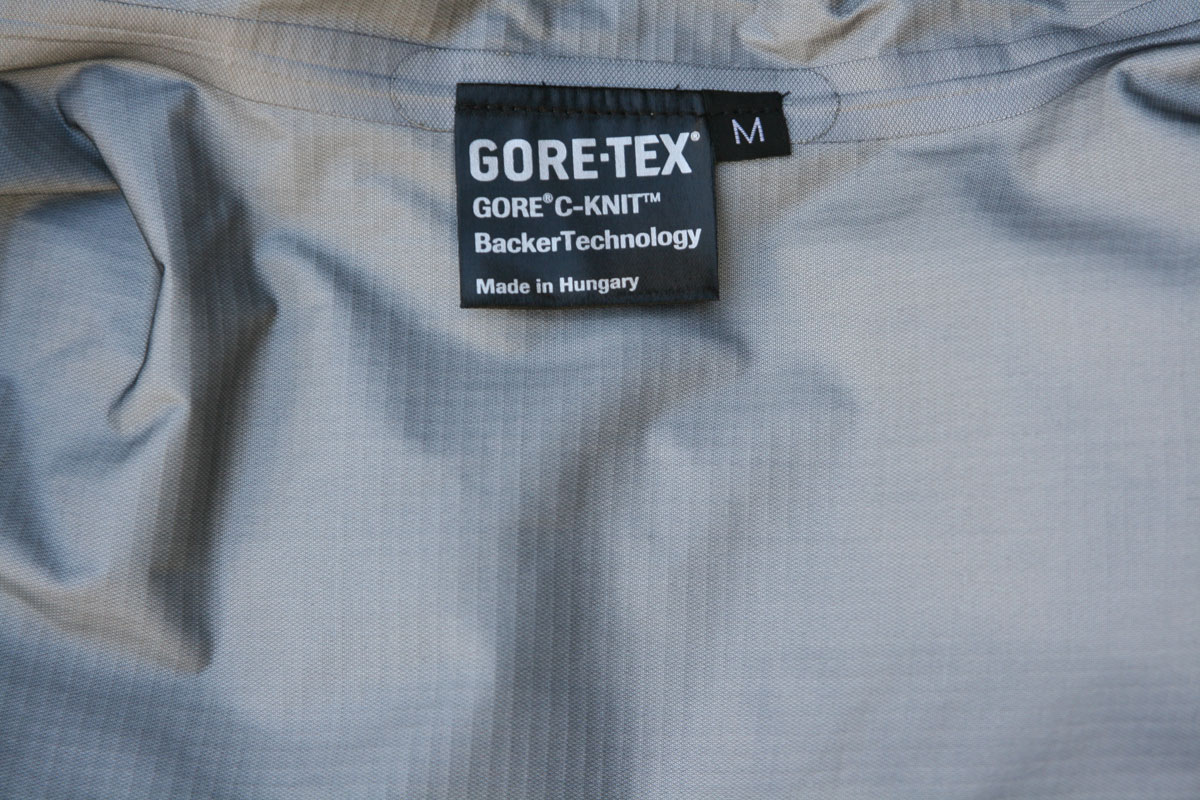 GORE-TEX®
M
GORE® C-KNIT™
BackerTechnology
Made in Hungary